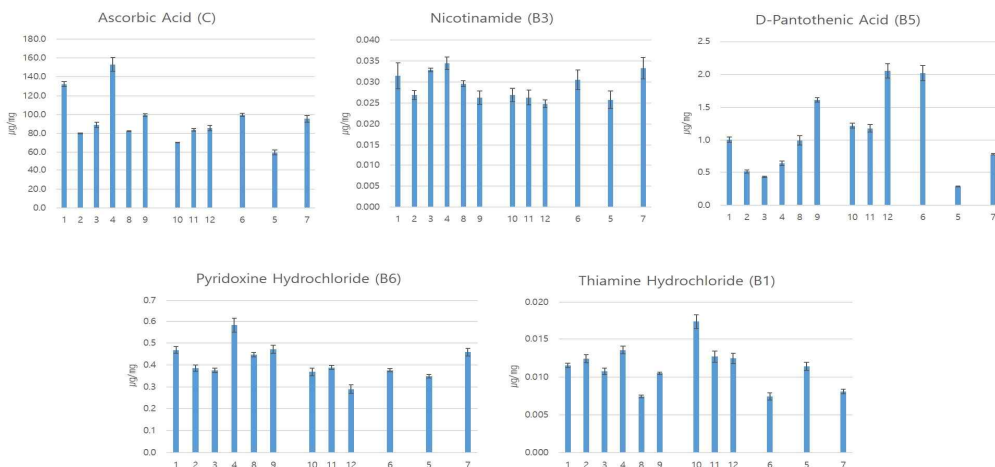 Ascorbic Acid (C)
180.0
160.0
140.0
120.0
100.0
80.0
60.0
40.0
20.0
0.0
µg/mg
1 2 3 4 8 9 10 11 12 6 5 7
Nicotinamide (B3)
0.040
0.035
0.030
0.025
0.020
0.015
0.010
0.005
0.000
µg/mg
1 2 3 4 8 9 10 11 12 6 5 7
D-Pantothenic Acid (B5)
2.5
2.0
1.5
1.0
0.5
0.0
µg/mg
1 2 3 4 8 9 10 11 12 6 5 7
Pyridoxine Hydrochloride (B6)
0.7
0.6
0.5
0.4
0.3
0.2
0.1
0.0
µg/mg
1 2 3 4 8 9 10 11 12 6 5 7
Thiamine Hydrochloride (B1)
0.020
0.015
0.010
0.005
0.000
µg/mg
1 2 3 4 8 9 10 11 12 6 5 7